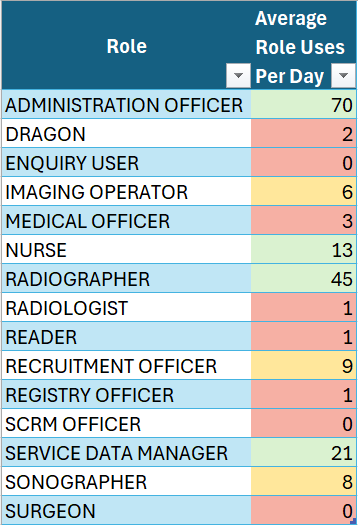 Role
Average
Role Uses
Per Day
ADMINISTRATION OFFICER 70
DRAGON 2
ENQUIRY USER 0
IMAGING OPERATOR 6
MEDICAL OFFICER 3
NURSE 13
RADIOGRAPHER 45
RADIOLOGIST 1
READER 1
RECRUITMENT OFFICER 9
REGISTRY OFFICER 1
SCRM OFFICER 0
SERVICE DATA MANAGER 21
SONOGRAPHER 8
SURGEON 0